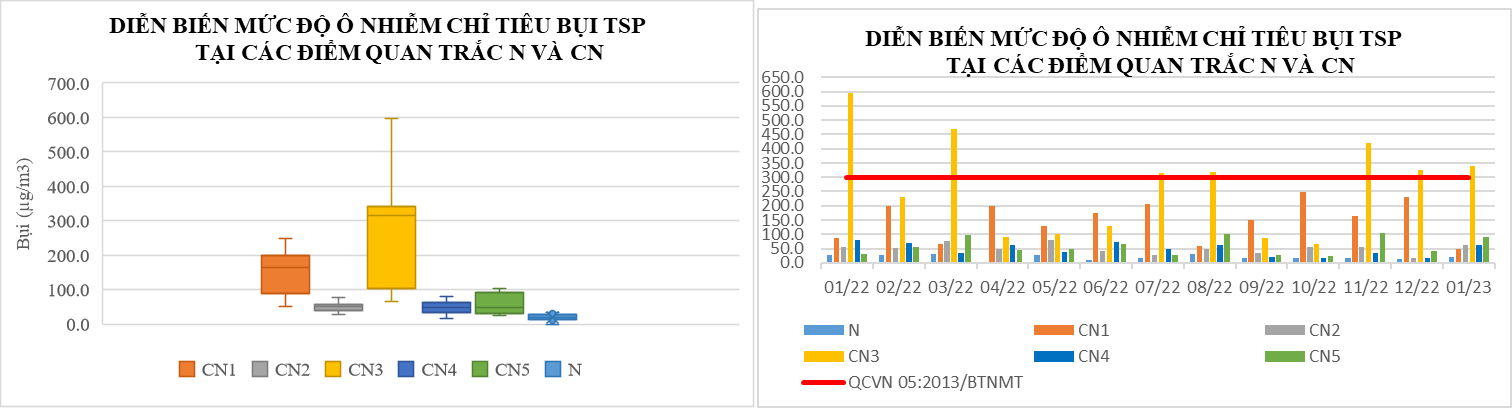 DIỄN BIẾN MỨC ĐỘ Ô NHIỄM CHỈ TIÊU BỤI TSP
TẠI CÁC ĐIỂM QUAN TRẮC N VÀ CN
700.0
600.0
500.0
400.0
300.0
200.0
100.0
0.0
Bụi (µg/m3)
CN1 CN2 CN3 CN4 CN5 N
DIỄN BIẾN MỨC ĐỘ Ô NHIỄM CHỈ TIÊU BỤI TSP
TẠI CÁC ĐIỂM QUAN TRẮC N VÀ CN
650.0
600.0
550.0
500.0
450.0
400.0
350.0
300.0
250.0
200.0
150.0
100.0
50.0
0.0
01/22 02/22 03/22 04/22 05/22 06/22 07/22 08/22 09/22 10/22 11/22 12/22 01/23
N CN1 CN2
CN3 CN4 CN5
QCVN 05:2013/BTNMT